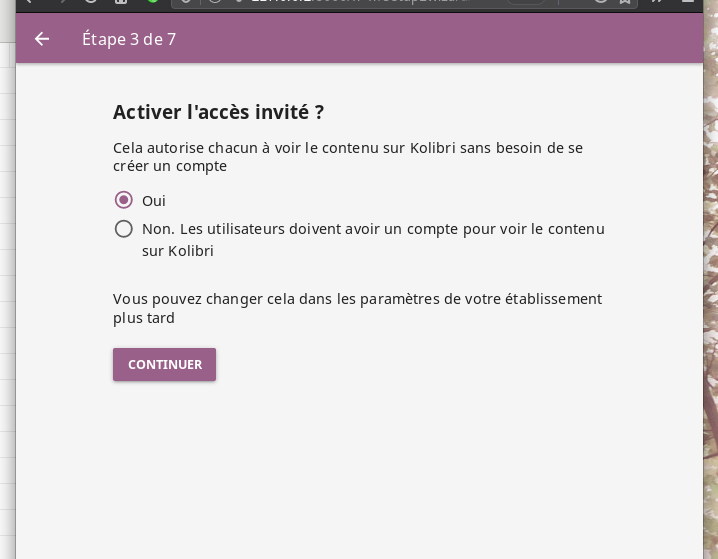 Étape 3 de 7
Activer l'accès invité ?
Cela autorise chacun à voir le contenu sur Kolibri sans besoin de se
créer un compte
Oui
Non. Les utilisateurs doivent avoir un compte pour voir le contenu
sur Kolibri
Vous pouvez changer cela dans les paramètres de votre établissement
plus tard
CONTINUER